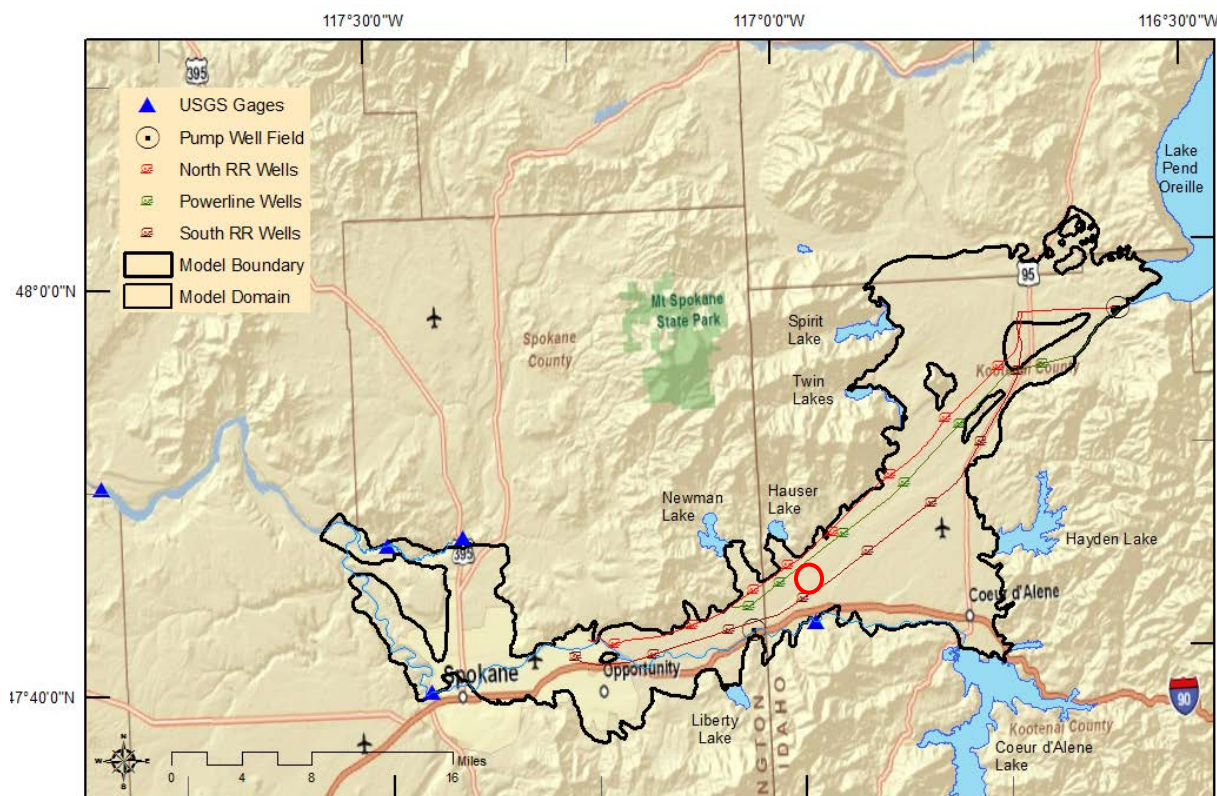 117°30'0"W
117°0'0"W
116°30'0"W
395
USGS Gages
Pump Well Field
North RR Wells
Powerline Wells
South RR Wells
Model Boundary
Model Domain
Lake
Pend
Oreille
95
48°0'0"N
Mt Spokane
State Park
Spokane
County
Spirit
Lake
Twin
Lakes
Kootenai County
Newman
Lake
Hauser
Lake
395
Hayden Lake
Coeur d'Alene
Spokane
Opportunity
47°40'0"N
Liberty
Lake
NGTON
IDAHO
Kootenai County
90
Coeur d'Alene
Lake
N
W E
S
0 4 8 16
Miles